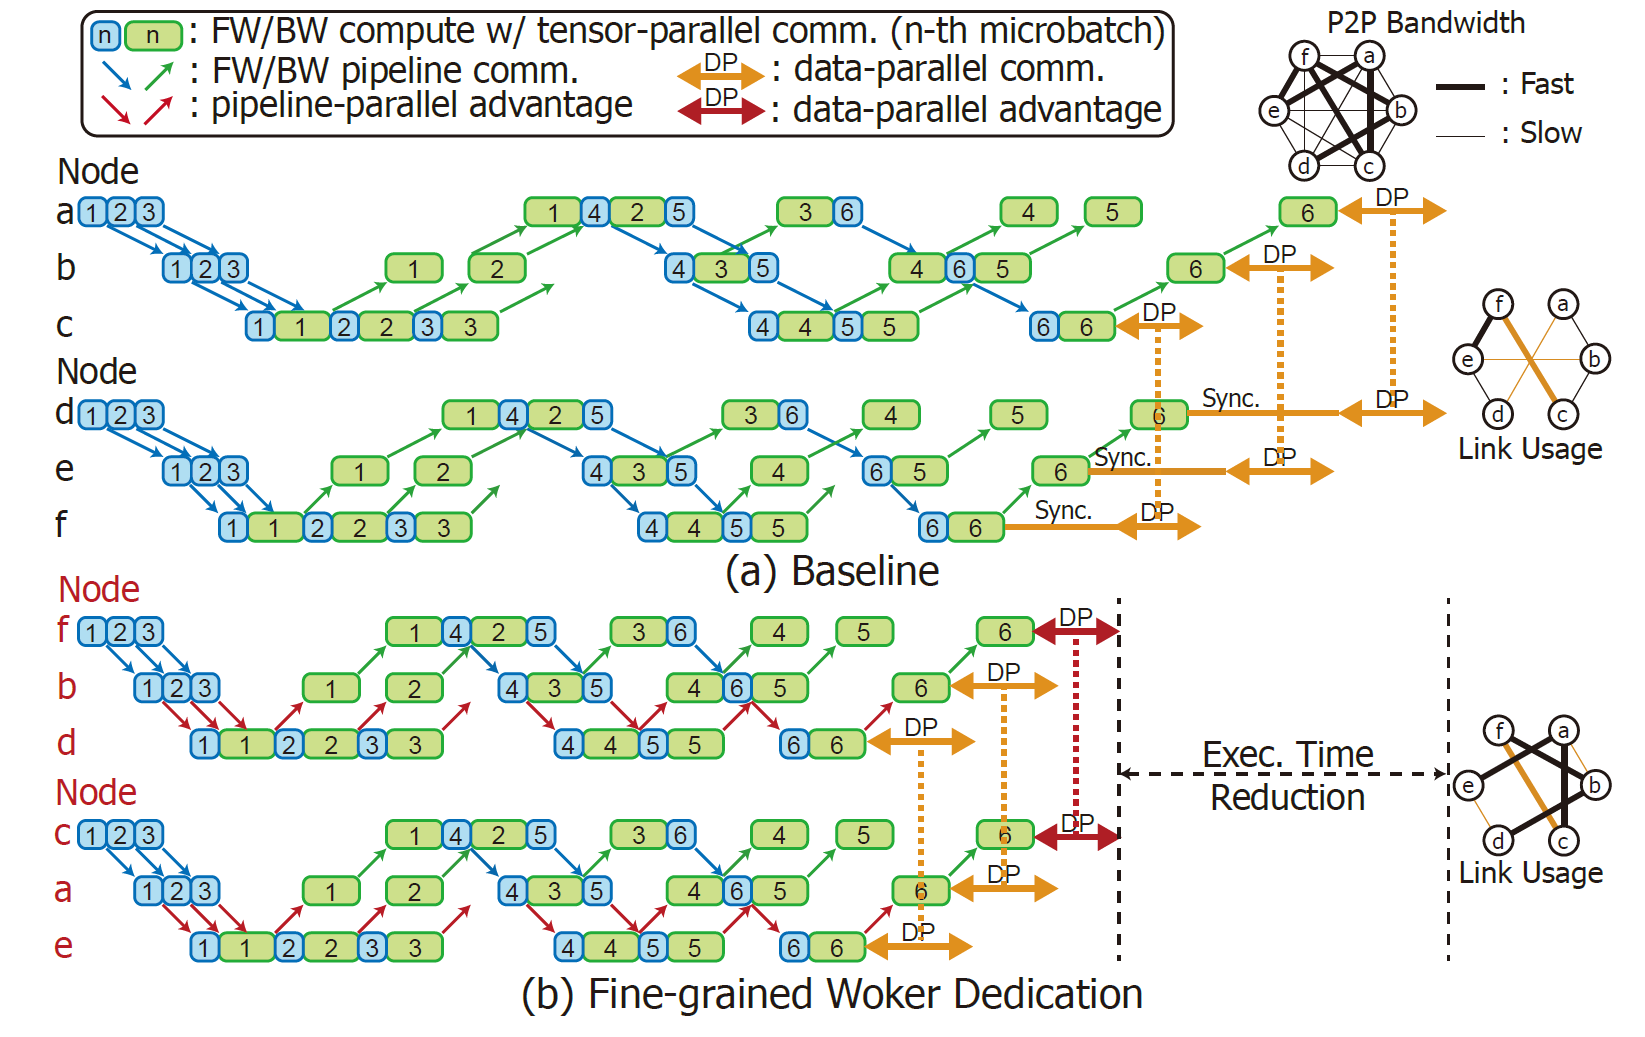 n n : FW/BW compute w/ tensor-parallel comm. (n-th microbatch)
: FW/BW pipeline comm.
DP : data-parallel comm.
: pipeline-parallel advantage
DP : data-parallel advantage
P2P Bandwidth
f a
e b
d c
: Fast
: Slow
Node
a 1 2 3 1 4 2 5 3 6 4 5 6 DP
b 1 2 3 1 2 4 3 5 4 6 5 6 DP
c 1 1 2 2 3 3 4 4 5 5 6 6 DP
Node
d 1 2 3 1 4 2 5 3 6 4 5 6 Sync. DP
e 1 2 3 1 2 4 3 5 4 6 5 6 Sync. DP
f 1 1 2 2 3 3 4 4 5 5 6 6 Sync. DP
f a
e b
d c
Link Usage
(a) Baseline
Node
f 1 2 3 1 4 2 5 3 6 4 5 6 DP
b 1 2 3 1 2 4 3 5 4 6 5 6 DP
d 1 1 2 2 3 3 4 4 5 5 6 6 DP
Node
c 1 2 3 1 4 2 5 3 6 4 5 6 DP
a 1 2 3 1 2 4 3 5 4 6 5 6 DP
e 1 1 2 2 3 3 4 4 5 5 6 6 DP
Exec. Time
Reduction
f a
e b
d c
Link Usage
(b) Fine-grained Woker Dedication